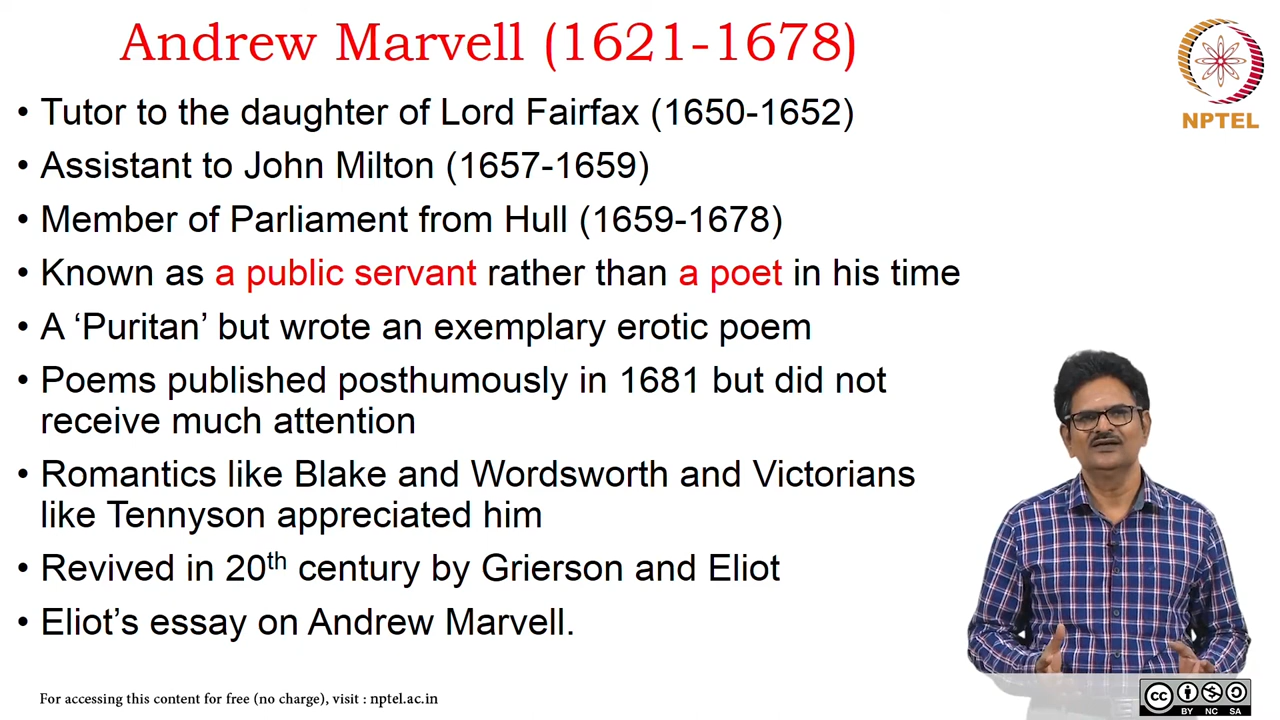 Andrew Marvell (1621-1678)
• Tutor to the daughter of Lord Fairfax (1650-1652)
• Assistant to John Milton (1657-1659)
• Member of Parliament from Hull (1659-1678)
• Known as a public servant rather than a poet in his time
• A ‘Puritan’ but wrote an exemplary erotic poem
• Poems published posthumously in 1681 but did not
receive much attention
• Romantics like Blake and Wordsworth and Victorians
like Tennyson appreciated him
• Revived in 20th century by Grierson and Eliot
• Eliot’s essay on Andrew Marvell.
NPTEL
For accessing this content for free (no charge), visit : nptel.ac.in
CC
BY NC SA